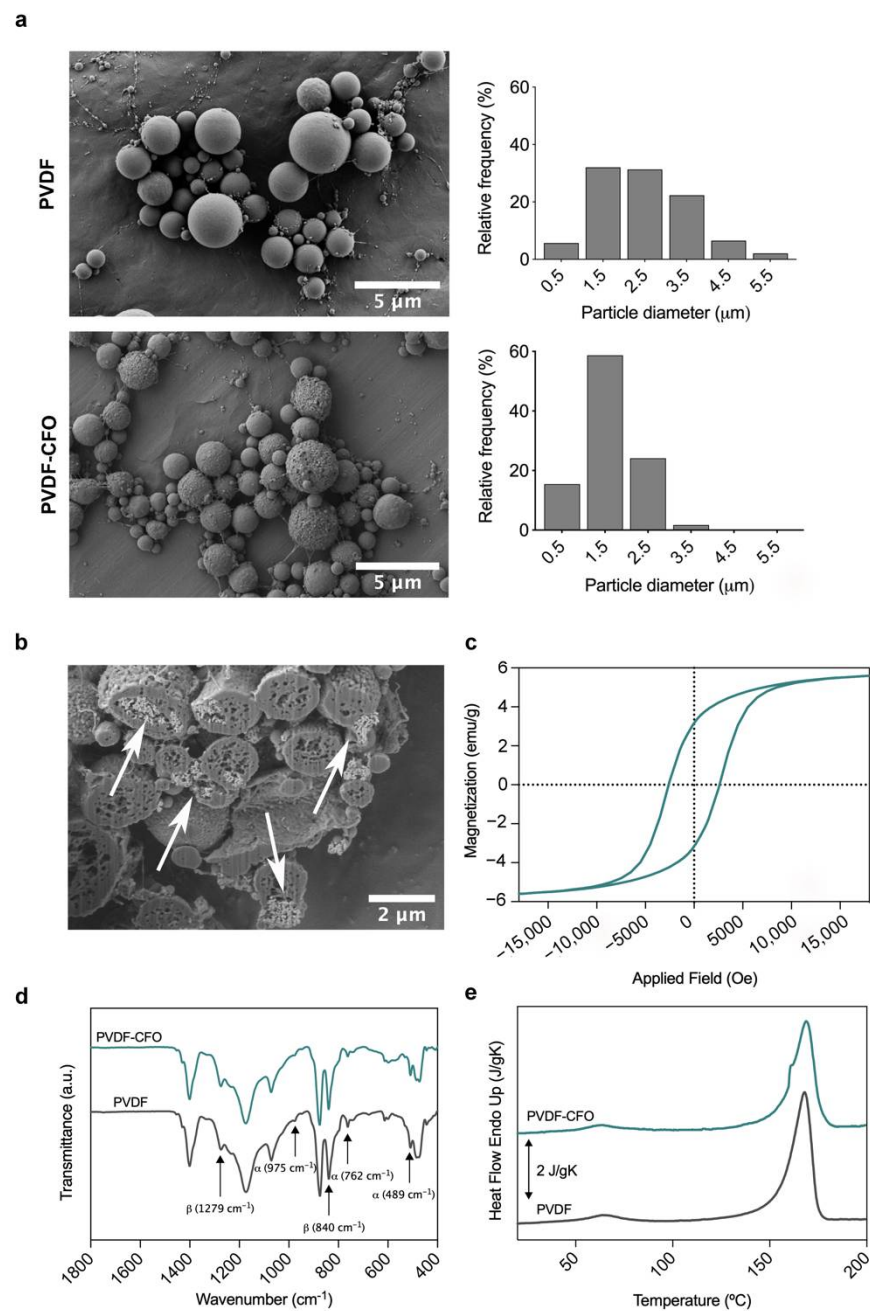 a
PVDF
5 µm
Relative frequency (%)
60
40
20
0
0.5
1.5
2.5
3.5
4.5
5.5
Particle diameter (µm)
PVDF-CFO
5 µm
Relative frequency (%)
60
40
20
0
0.5
1.5
2.5
3.5
4.5
5.5
Particle diameter (µm)
b
2 µm
c
Magnetization (emu/g)
6
4
2
0
−2
−4
−6
−15,000
−10,000
−5000
0
5000
10,000
15,000
Applied Field (Oe)
d
Transmittance (a.u.)
PVDF-CFO
PVDF
β (1279 cm⁻¹)
α (975 cm⁻¹)
β (840 cm⁻¹)
α (762 cm⁻¹)
α (489 cm⁻¹)
1800
1600
1400
1200
1000
800
600
400
Wavenumber (cm⁻¹)
e
Heat Flow Endo Up (J/gK)
PVDF-CFO
2 J/gK
PVDF
50
100
150
200
Temperature (ºC)